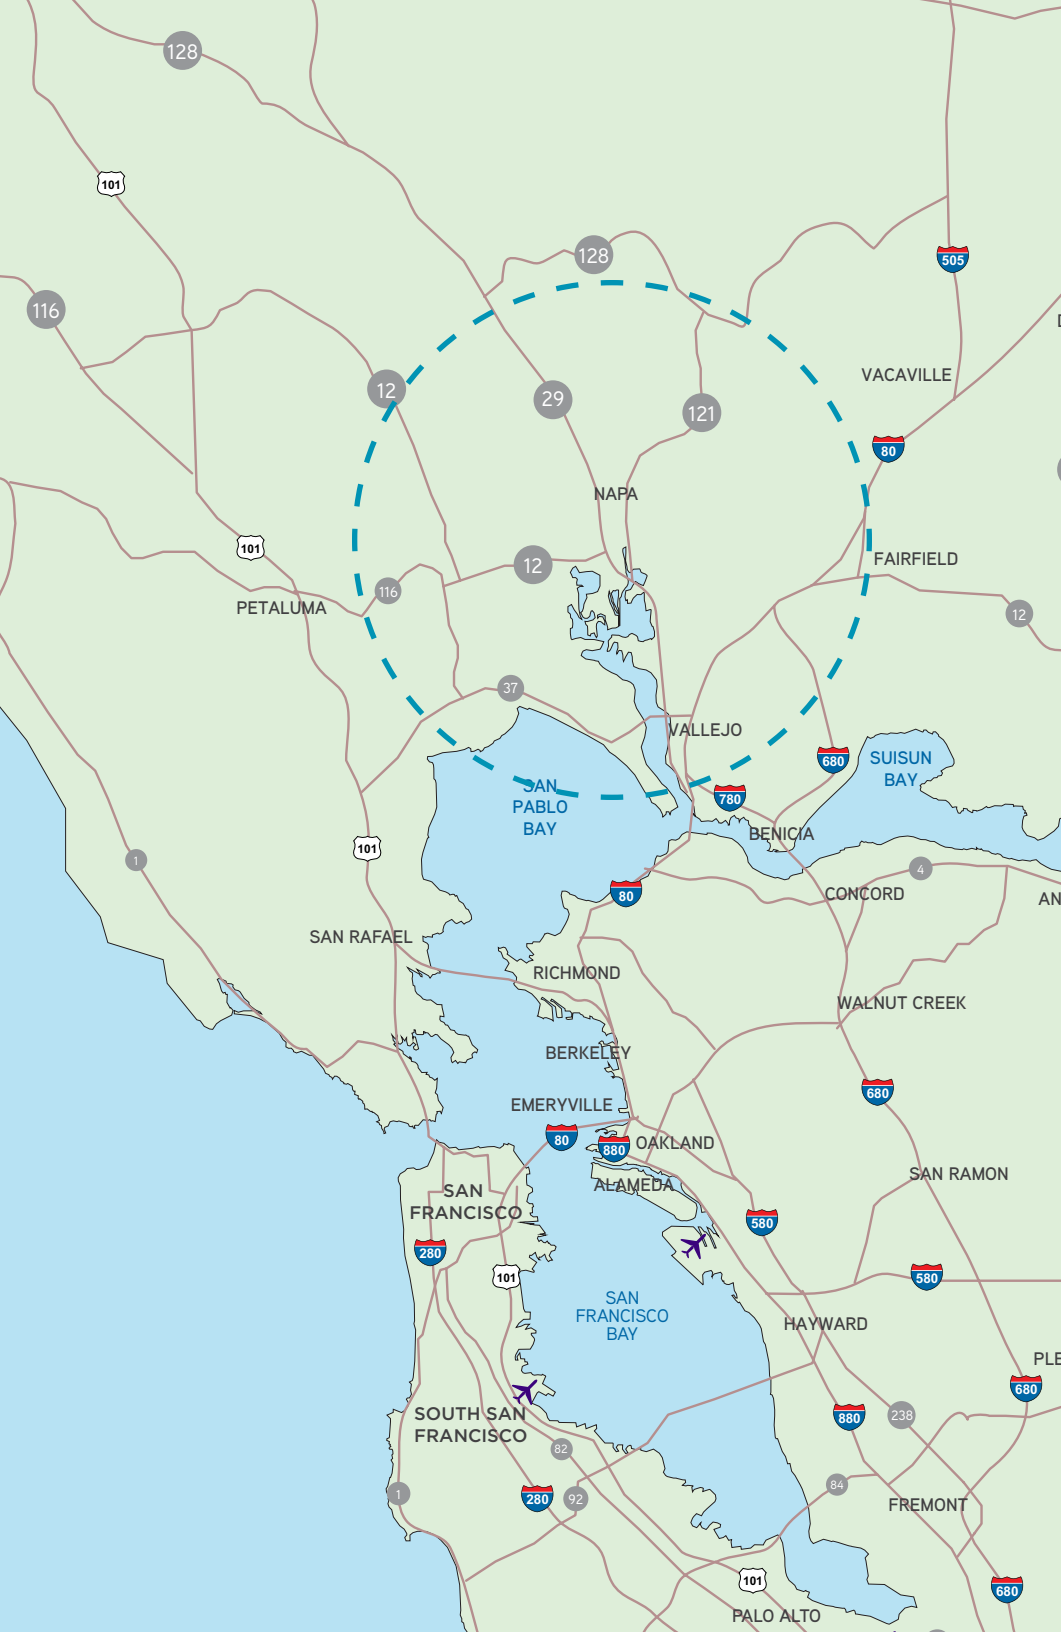 128
101
128
505
116
VACAVILLE
12
29
121
80
NAPA
101
FAIRFIELD
12
116
PETALUMA
12
37
VALLEJO
680
SUISUN
BAY
SAN
PABLO
BAY
780
BENICIA
101
1
4
80
CONCORD
AN
SAN RAFAEL
RICHMOND
WALNUT CREEK
BERKELEY
680
EMERYVILLE
80
880
OAKLAND
SAN RAMON
ALAMEDA
SAN
FRANCISCO
580
280
101
580
SAN
FRANCISCO
BAY
HAYWARD
PLE
680
SOUTH SAN
FRANCISCO
880
238
82
84
1
280
92
FREMONT
101
680
PALO ALTO